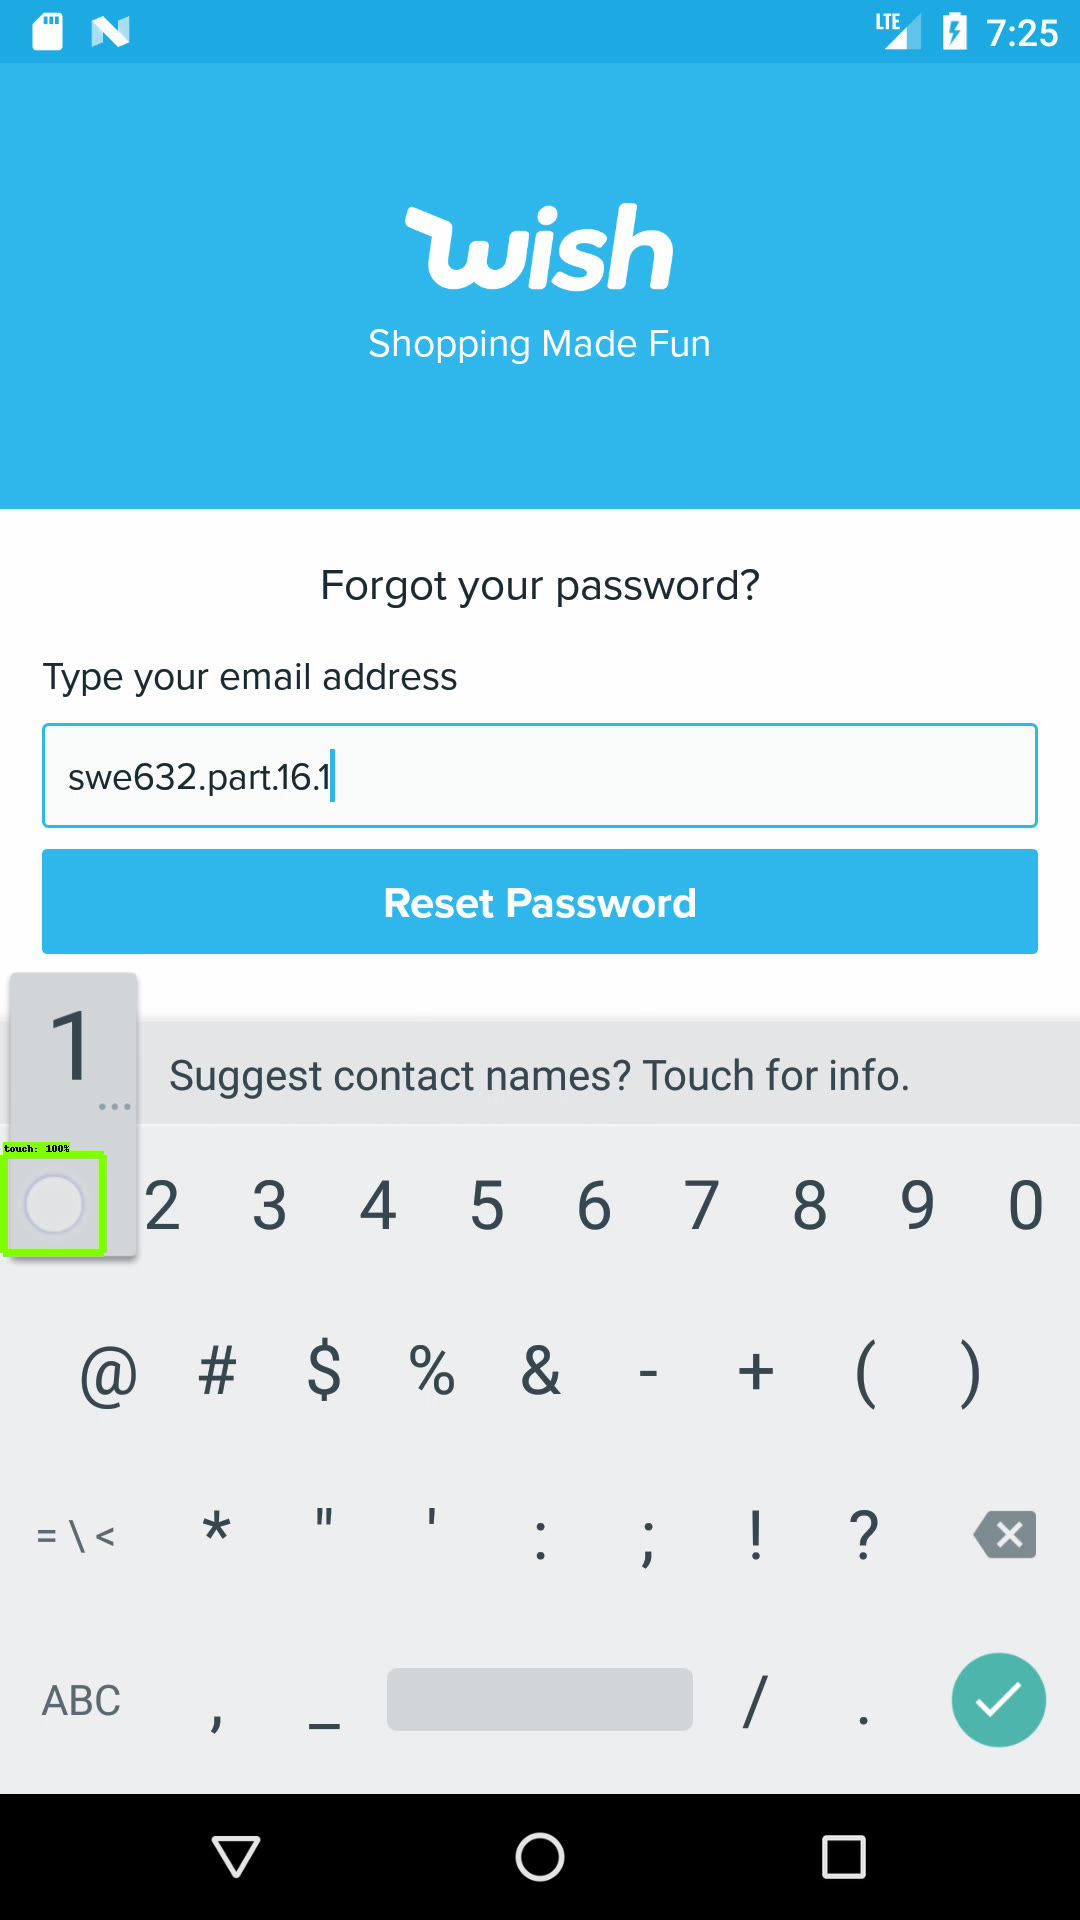 LTE 7:25
wish
Shopping Made Fun
Forgot your password?
Type your email address
swe632.part.16.1
Reset Password
1
...
Suggest contact names? Touch for info.
touch: 100%
2 3 4 5 6 7 8 9 0
@ # $ % & - + ( )
= \ < * " ' : ; ! ?
ABC , _ / .